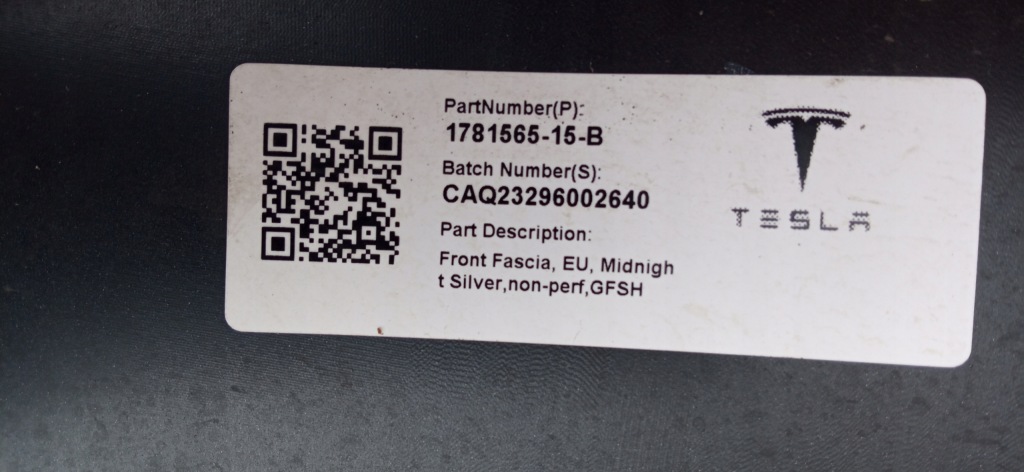 PartNumber(P):
1781565-15-B
Batch Number(S):
CAQ23296002640
Part Description:
Front Fascia, EU, Midnigh
t Silver,non-perf,GFSH
TESLA